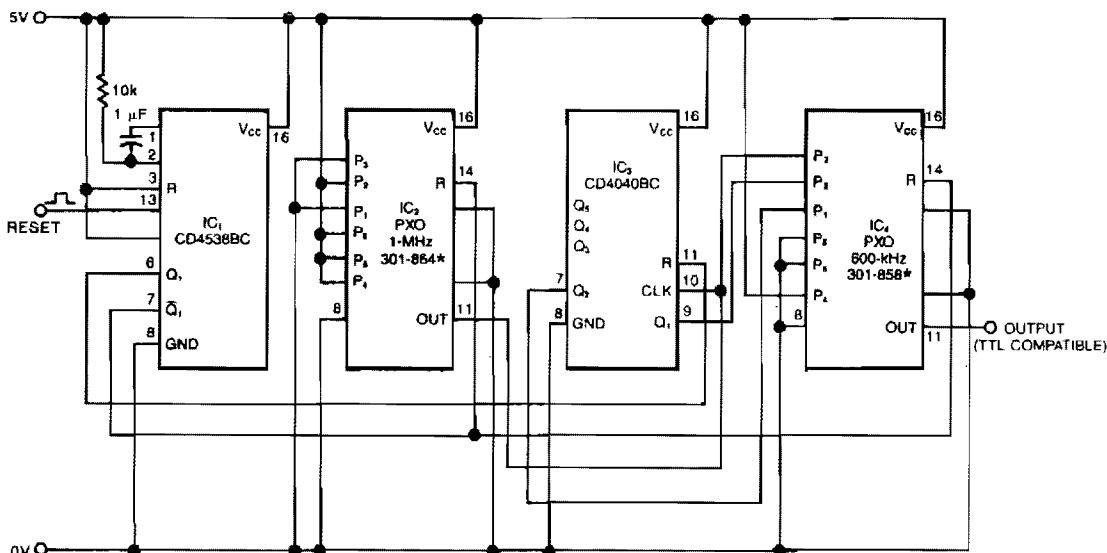 5V
10k
1 µF
1
2
3
R
13
RESET
IC1
CD4538BC
VCC
16
6
Q1
7
Q̄1
8
GND
0V
P3
P2
P1
P6
P5
P4
8
VCC
16
14
R
IC2
PXO
1-MHz
301-864*
OUT
11
VCC
16
IC3
CD4040BC
Q5
Q4
Q3
R
11
7
Q2
CLK
10
8
GND
Q1
9
VCC
16
P3
P2
P1
P6
P5
P4
8
R
14
IC4
PXO
600-kHz
301-858*
OUT
11
OUTPUT
(TTL COMPATIBLE)